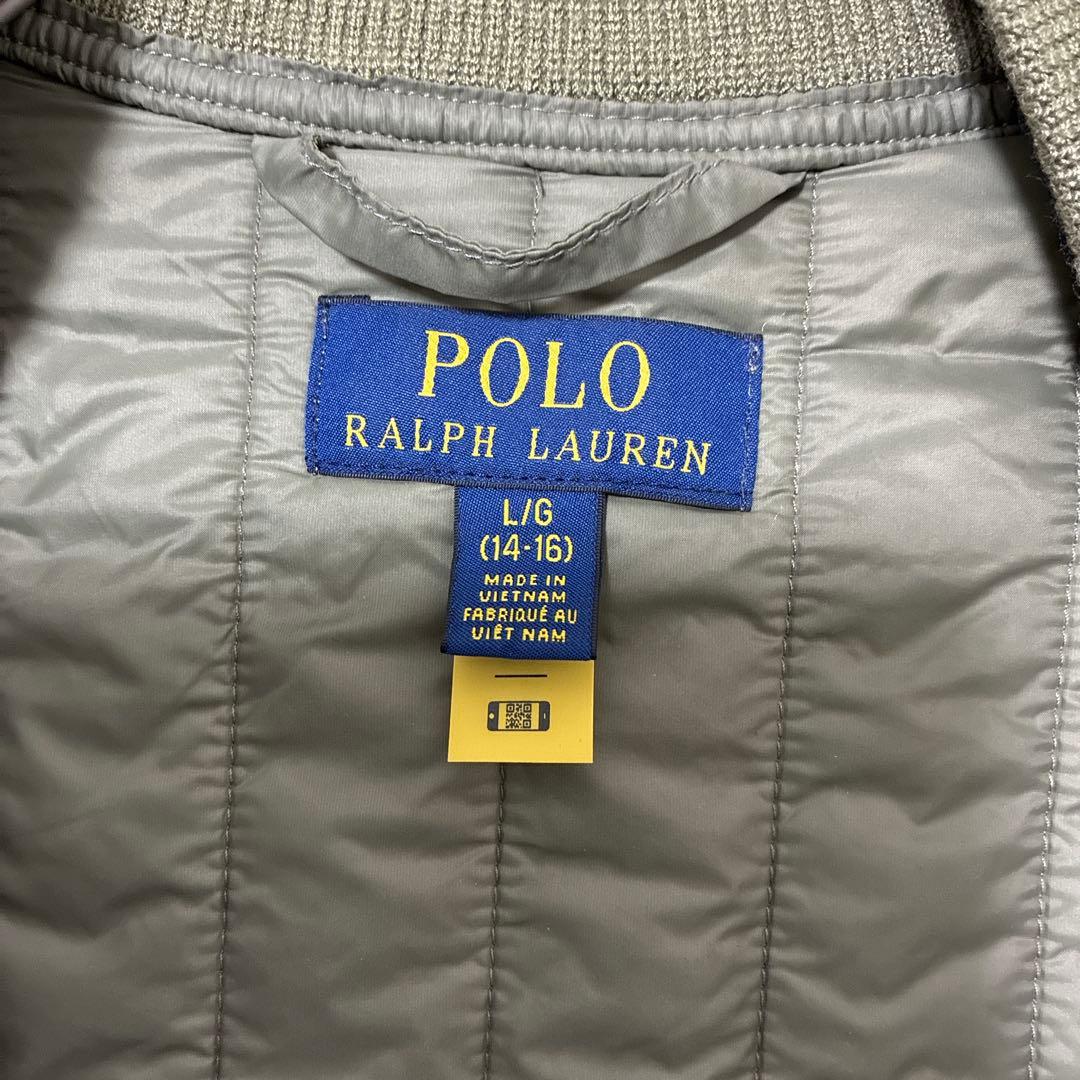 POLO
RALPH LAUREN
L/G
(14-16)
MADE IN
VIETNAM
FABRIQUÉ AU
VIÊT NAM